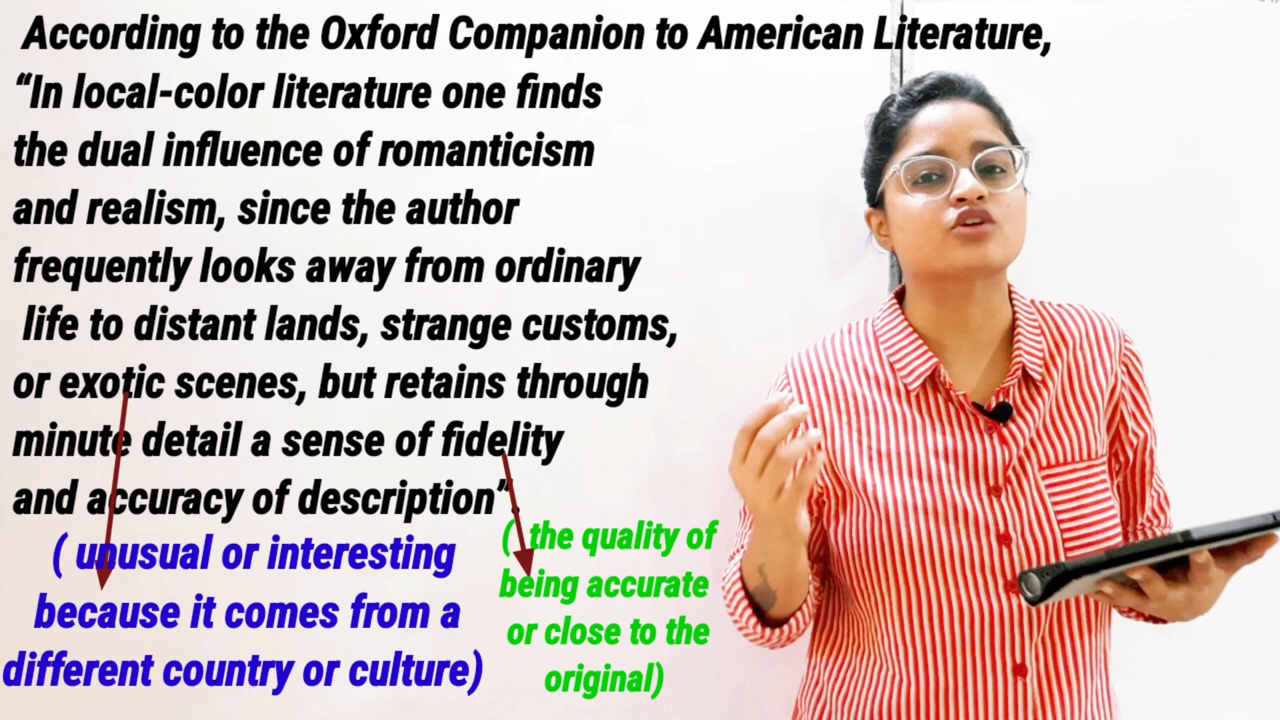 According to the Oxford Companion to American Literature,
“In local-color literature one finds
the dual influence of romanticism
and realism, since the author
frequently looks away from ordinary
life to distant lands, strange customs,
or exotic scenes, but retains through
minute detail a sense of fidelity
and accuracy of description”.
( unusual or interesting
because it comes from a
different country or culture)
( the quality of
being accurate
or close to the
original)